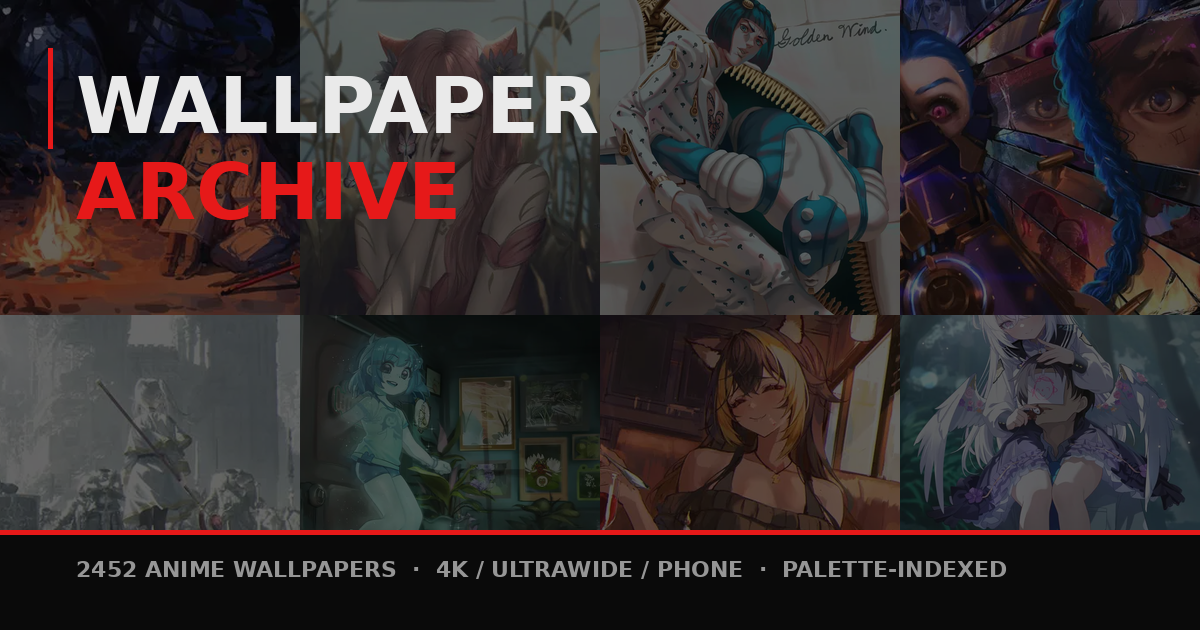 WALLPAPER
ARCHIVE
Golden Wind.
2452 ANIME WALLPAPERS · 4K / ULTRAWIDE / PHONE · PALETTE-INDEXED